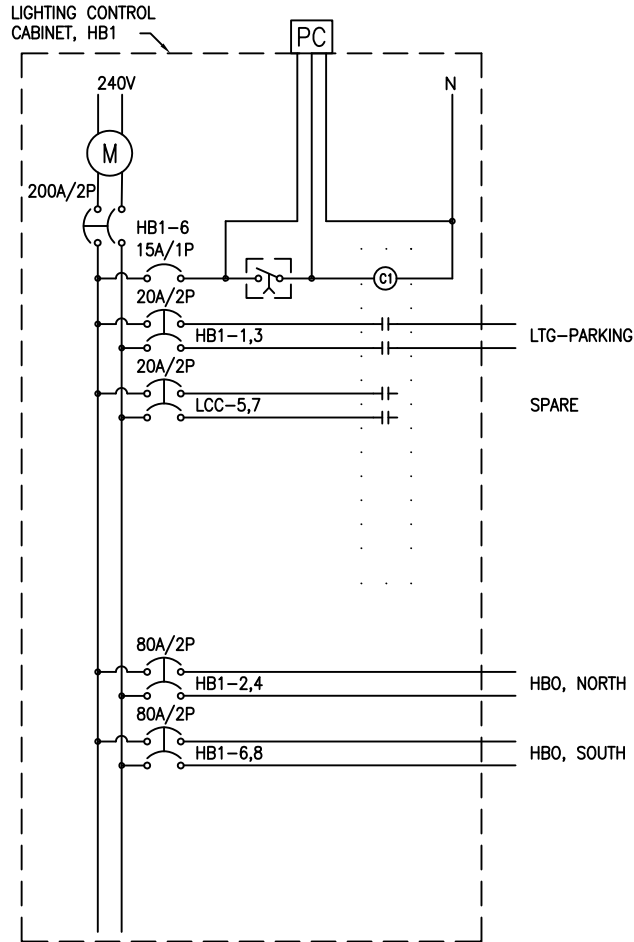 LIGHTING CONTROL
CABINET, HB1
PC
240V
N
M
200A/2P
HB1-6
15A/1P
C1
20A/2P
HB1-1,3
LTG-PARKING
20A/2P
LCC-5,7
SPARE
80A/2P
HB1-2,4
HBO, NORTH
80A/2P
HB1-6,8
HBO, SOUTH